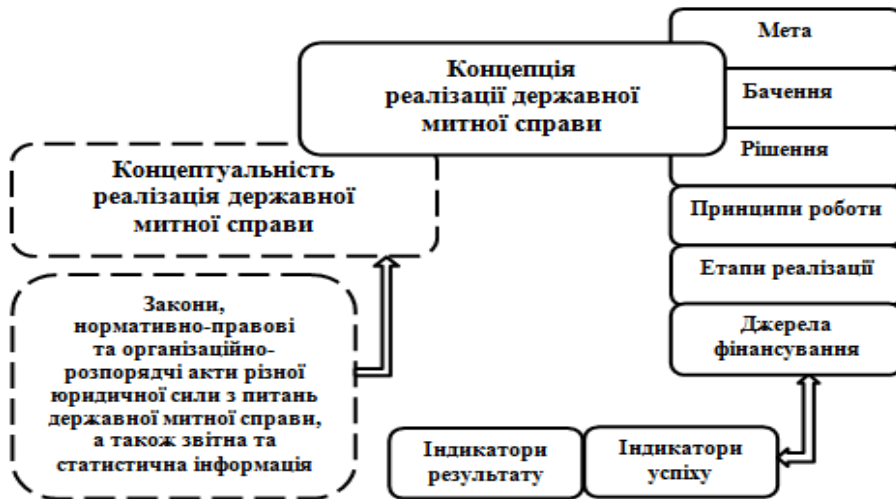 Мета
Концепція
реалізації державної
митної справи
Бачення
Рішення
Концептуальність
реалізація державної
митної справи
Принципи роботи
Етапи реалізації
Джерела
фінансування
Закони,
нормативно-правові
та організаційно-
розпорядчі акти різної
юридичної сили з питань
державної митної справи,
а також звітна та
статистична інформація
Індикатори
результату
Індикатори
успіху